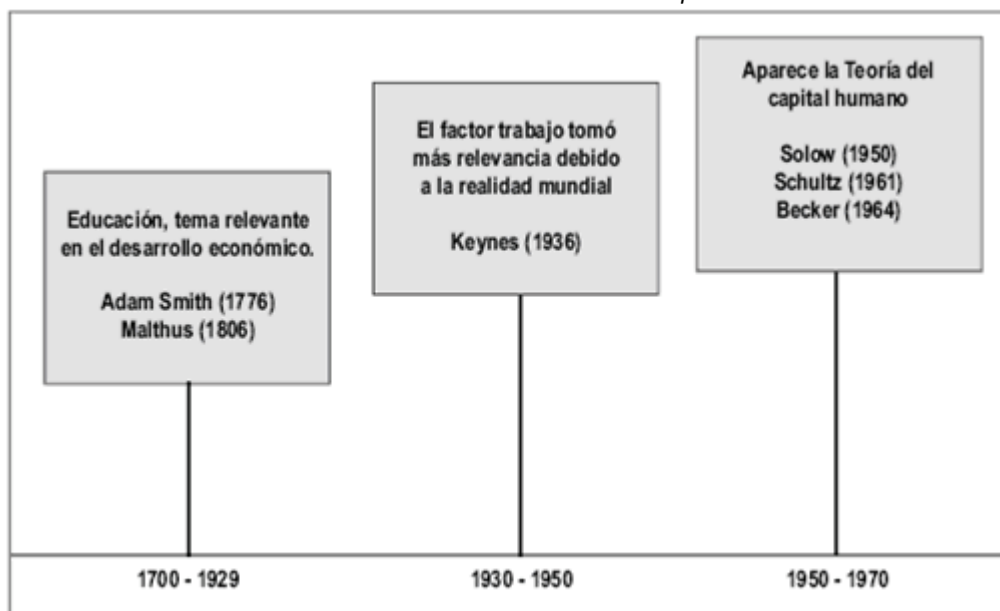 Educación, tema relevante
en el desarrollo económico.
Adam Smith (1776)
Malthus (1806)
El factor trabajo tomó
más relevancia debido
a la realidad mundial
Keynes (1936)
Aparece la Teoría del
capital humano
Solow (1950)
Schultz (1961)
Becker (1964)
1700 - 1929
1930 - 1950
1950 - 1970